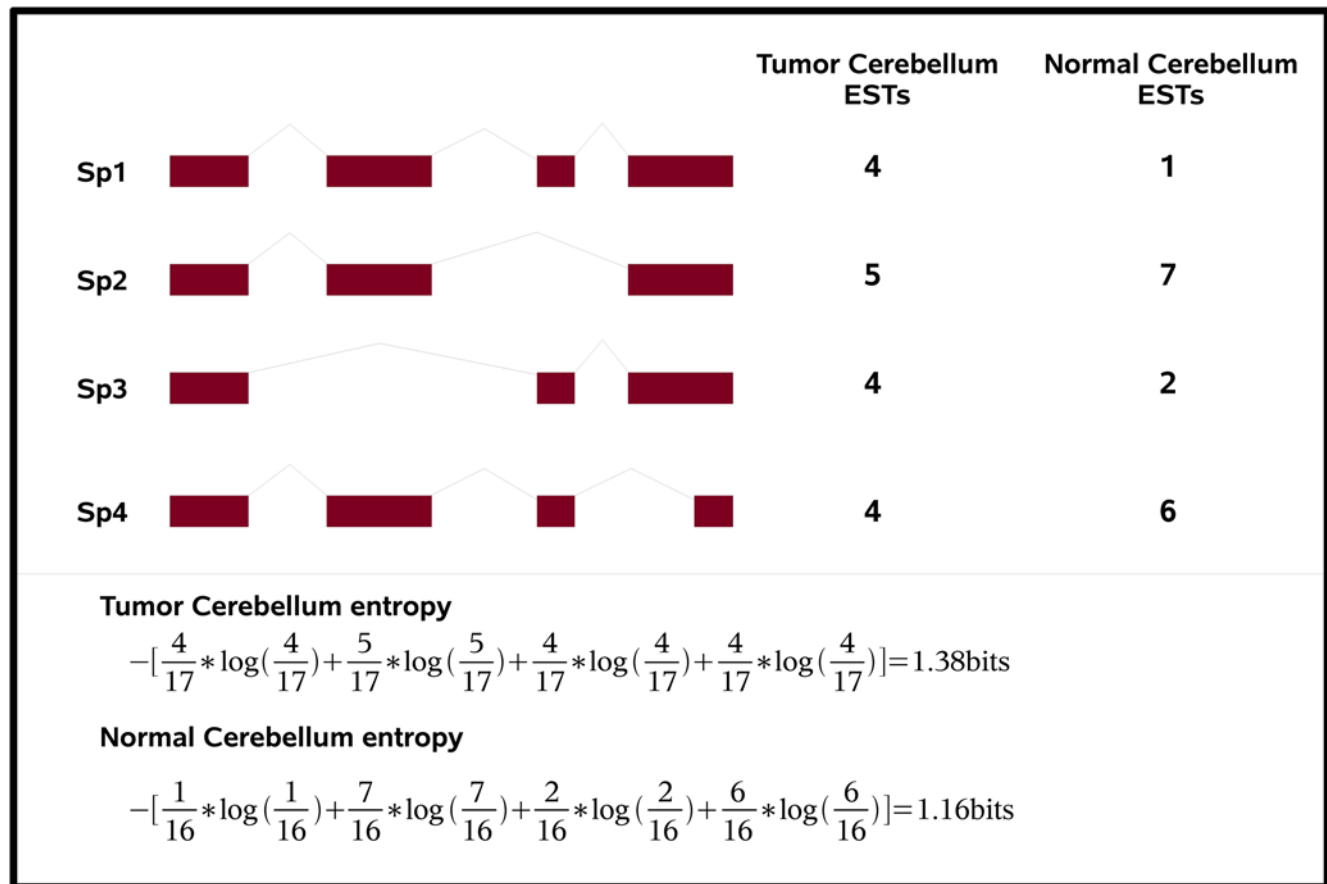 Tumor Cerebellum ESTs Normal Cerebellum ESTs
Sp1 4 1
Sp2 5 7
Sp3 4 2
Sp4 4 6
Tumor Cerebellum entropy
−[4/17*log(4/17)+5/17*log(5/17)+4/17*log(4/17)+4/17*log(4/17)]=1.38bits
Normal Cerebellum entropy
−[1/16*log(1/16)+7/16*log(7/16)+2/16*log(2/16)+6/16*log(6/16)]=1.16bits